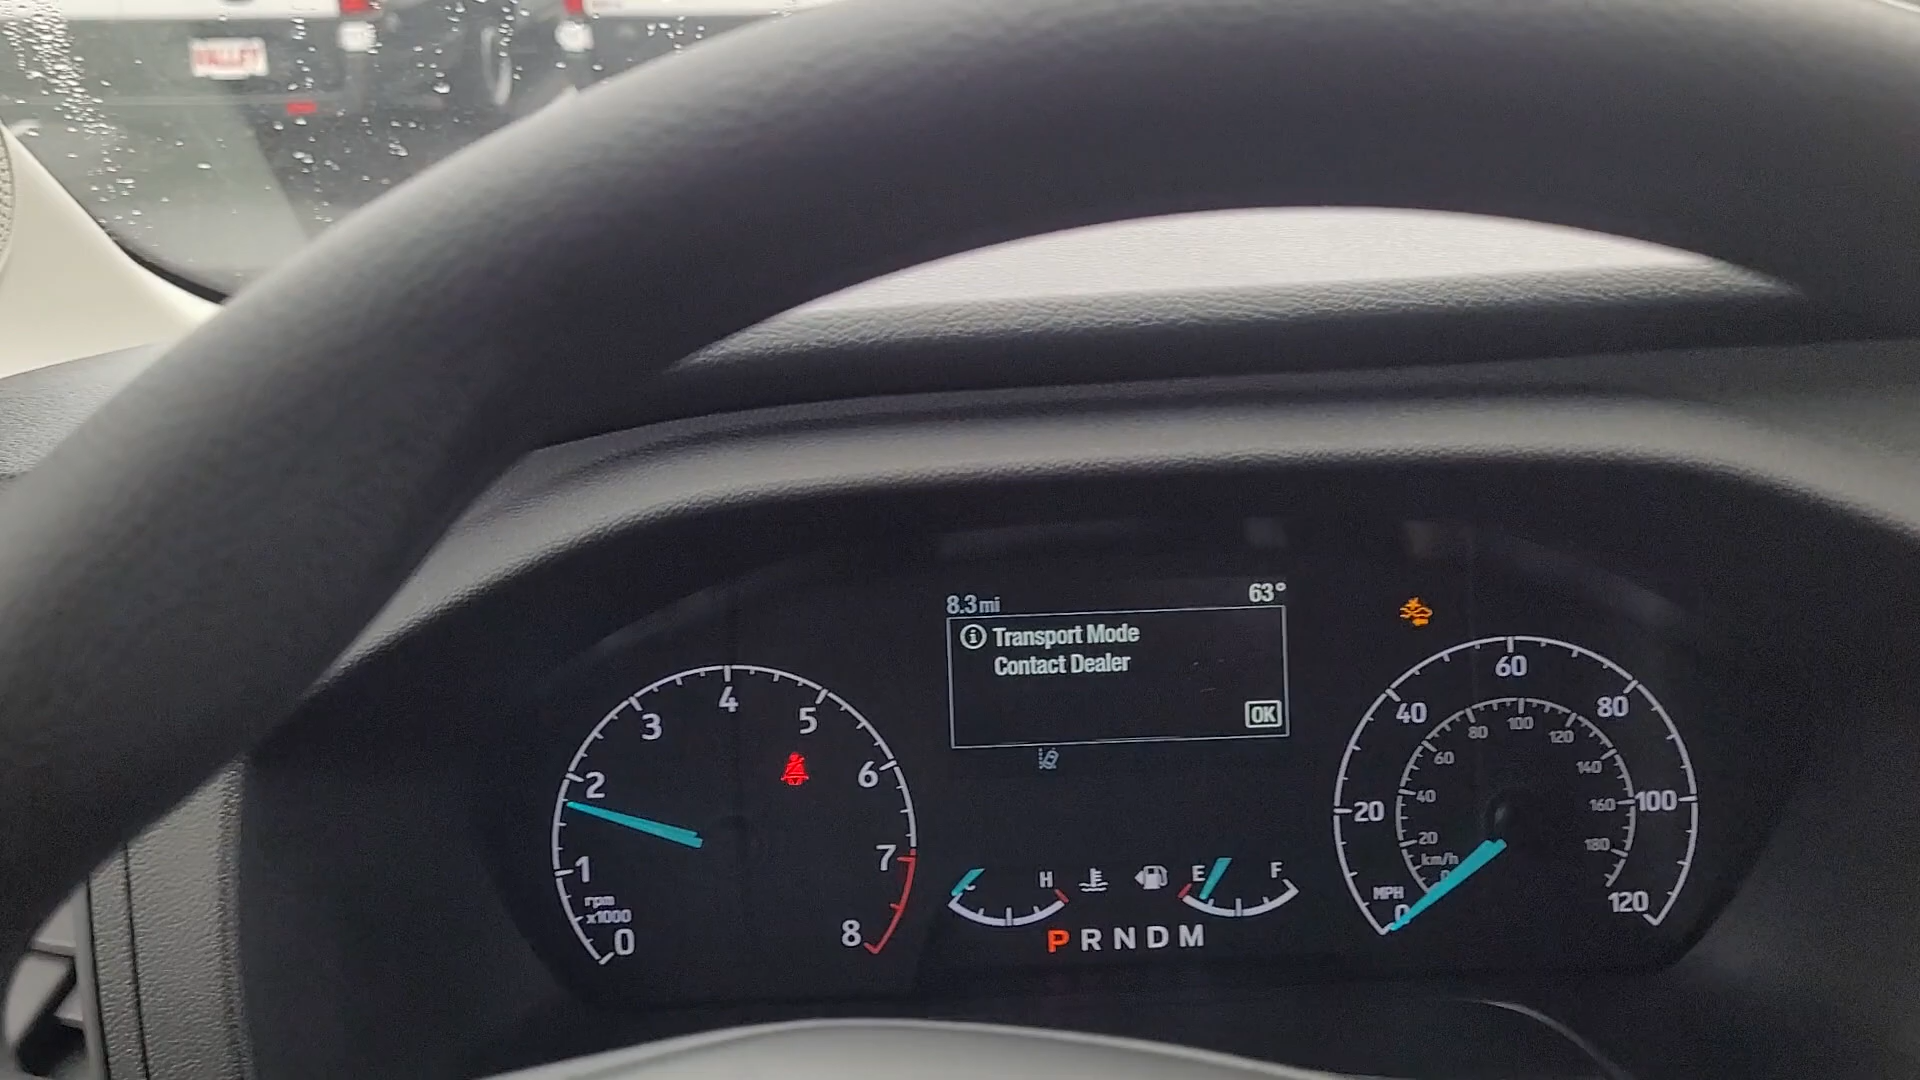 VALLEY
8.3 mi 63°
Transport Mode
Contact Dealer
OK
0 1 2 3 4 5 6 7 8
rpm
x1000
H
E F
P R N D M
0 20 40 60 80 100 120
MPH
20 40 60 80 100 120 140 160 180
km/h